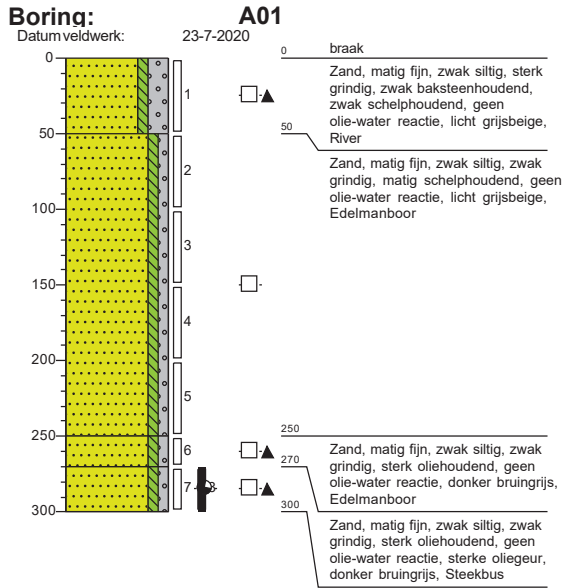 Boring: A01
Datum veldwerk: 23-7-2020
0
50
100
150
200
250
300
1
2
3
4
5
6
7
8
0 braak
Zand, matig fijn, zwak siltig, sterk
grindig, zwak baksteenhoudend,
zwak schelphoudend, geen
olie-water reactie, licht grijsbeige,
River
50
Zand, matig fijn, zwak siltig, zwak
grindig, matig schelphoudend, geen
olie-water reactie, licht grijsbeige,
Edelmanboor
250
Zand, matig fijn, zwak siltig, zwak
grindig, sterk oliehoudend, geen
olie-water reactie, donker bruingrijs,
Edelmanboor
270
Zand, matig fijn, zwak siltig, zwak
grindig, sterk oliehoudend, geen
olie-water reactie, sterke oliegeur,
donker bruingrijs, Steekbus
300